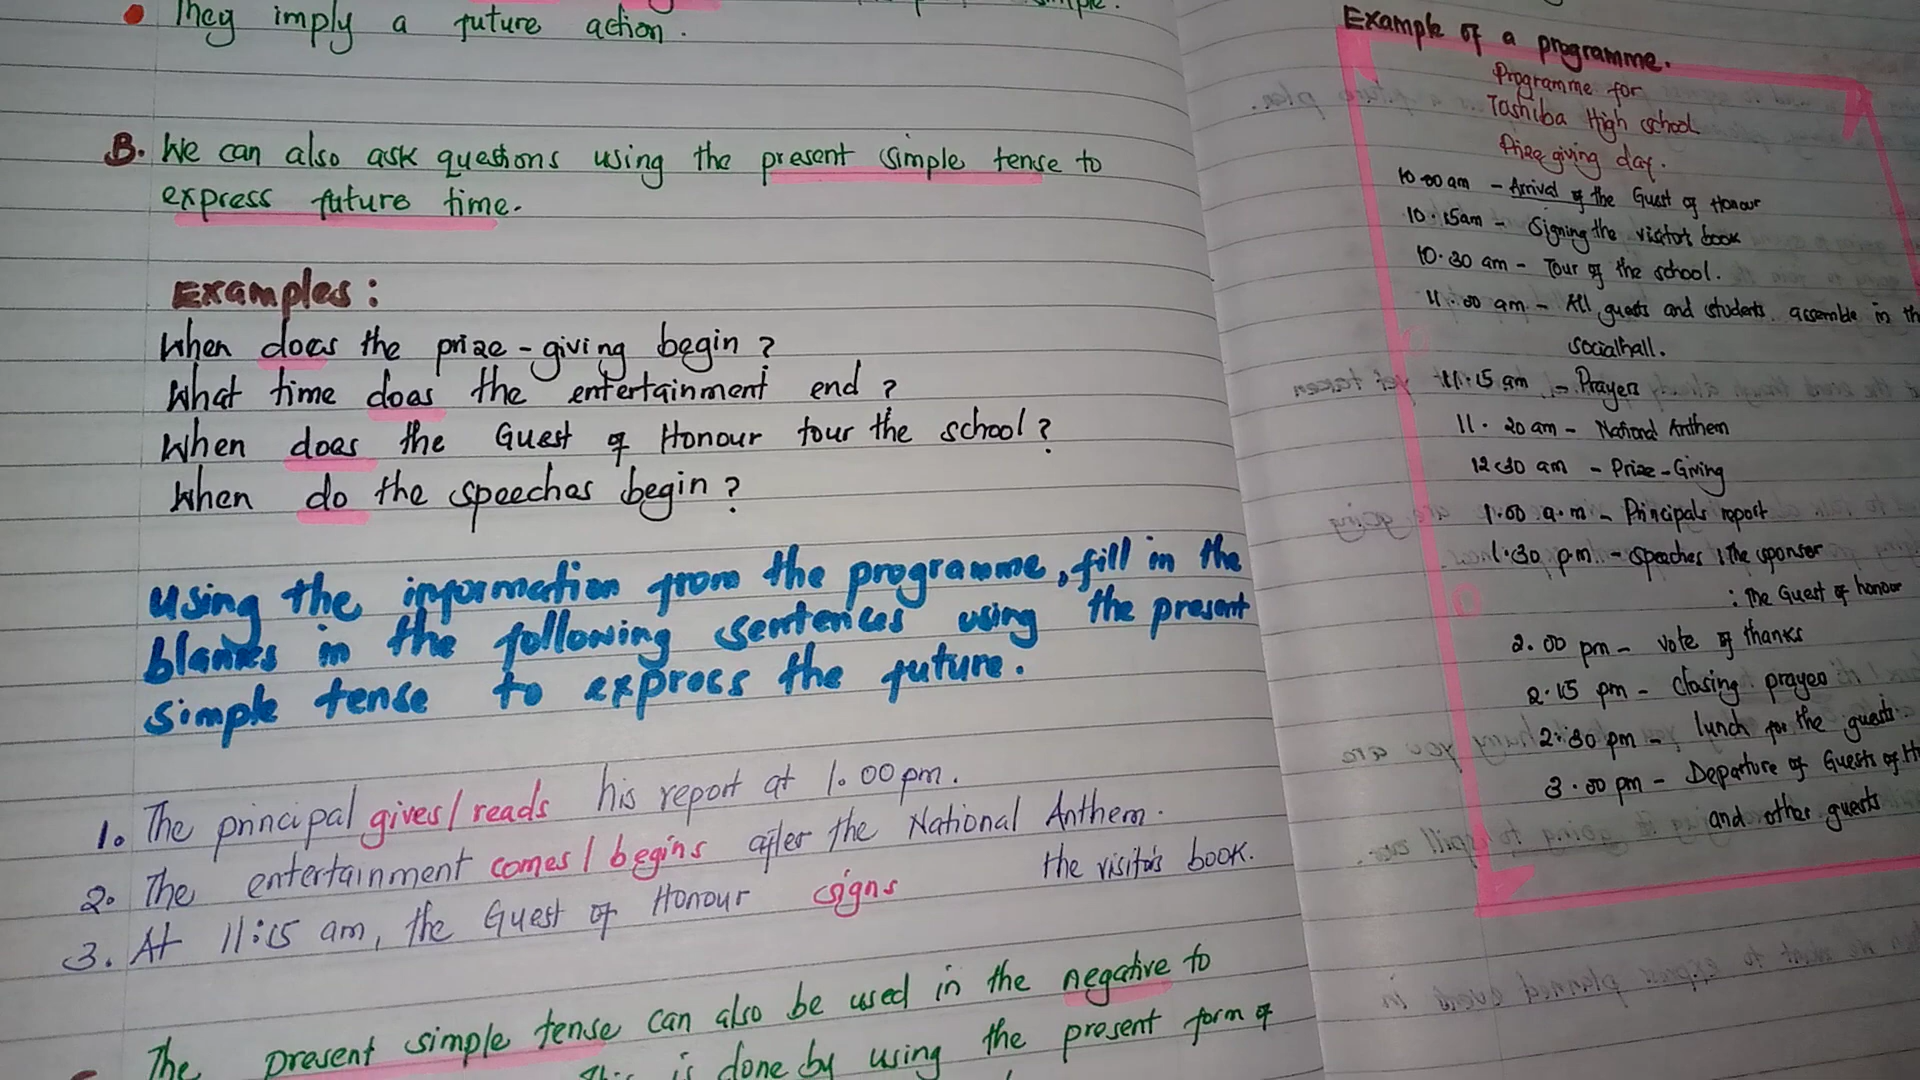 They imply a future action.
B. We can also ask questions using the present simple tense to
express future time.
Examples:
When does the prize-giving begin?
What time does the entertainment end?
When does the Guest of Honour tour the school?
When do the speeches begin?
Using the information from the programme, fill in the
blanks in the following sentences using the present
simple tense to express the future.
1. The principal gives/reads his report at 1.00pm.
2. The entertainment comes/begins after the National Anthem.
3. At 11:15 am, the Guest of Honour signs the visitors book.
The present simple tense can also be used in the negative to
is done by using the present form of
Example of a programme.
Programme for
Tashiba High school
Prize giving day.
10.00am - Arrival of the Guest of Honour
10.15am - Signing the visitor's book
10.30 am - Tour of the school.
11.00 am - All guests and students assemble in
socialhall.
11:15 am - Prayers
11.20 am - National Anthem
12:30 am - Prize-Giving
1.00 a.m - Principals report
1:30 p.m. - speeches : The sponser
: The Guest of honour
2.00 pm - vote of thanks
2.15 pm - closing prayer
2:30 pm - lunch for the guests.
3.00 pm - Departure of Guests of
and other guests